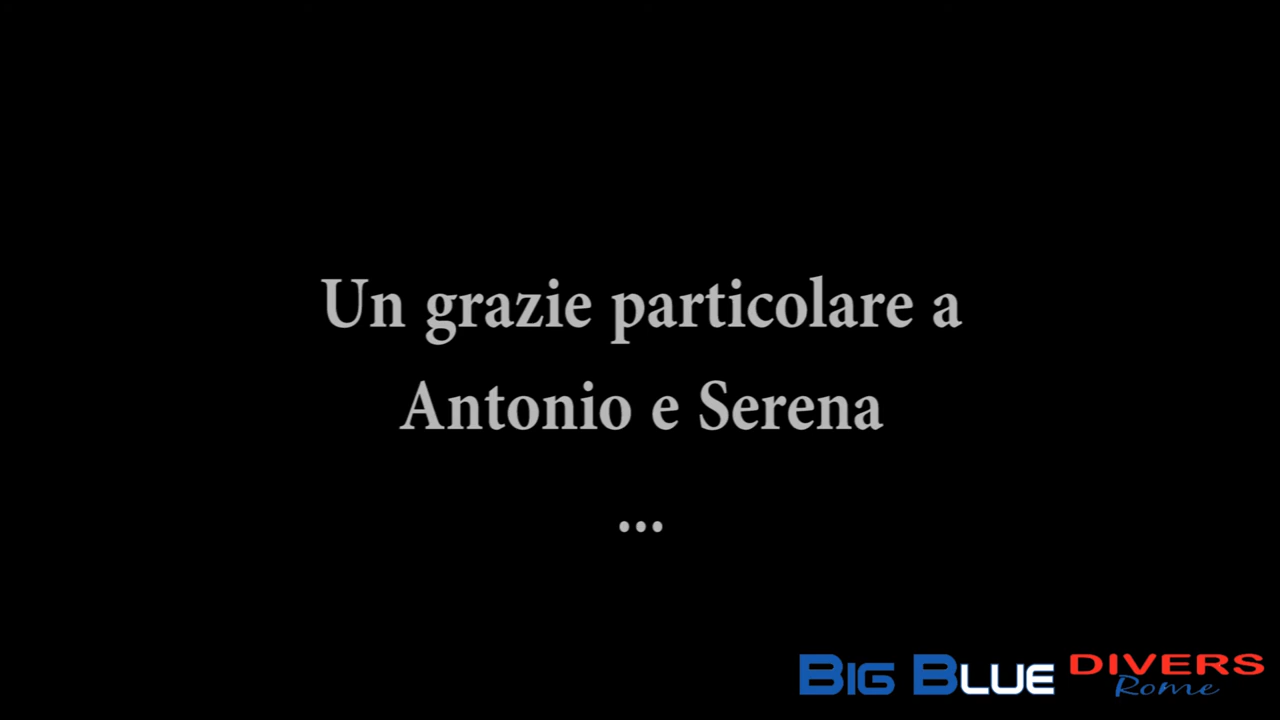 Un grazie particolare a
Antonio e Serena
...
BIG BLUE DIVERS
Rome